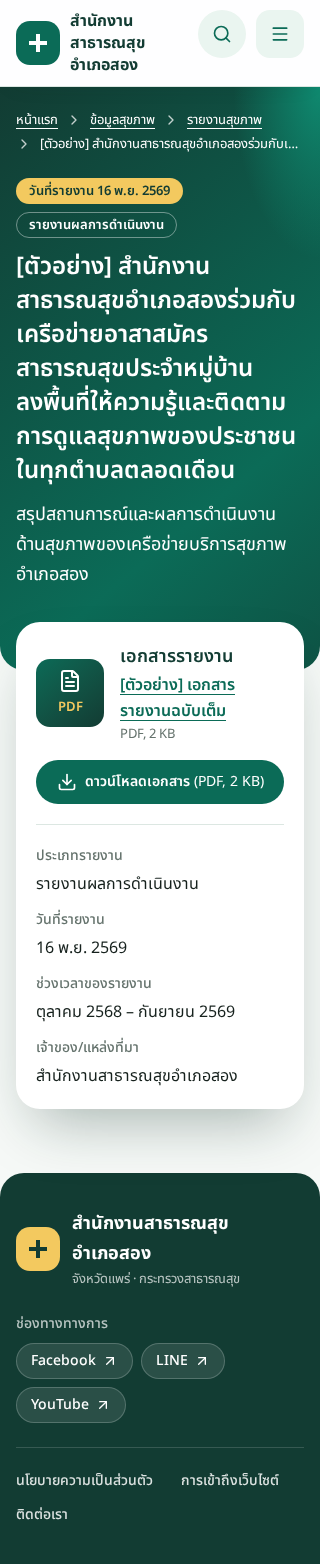 สำนักงาน
สาธารณสุข
อำเภอสอง
หน้าแรก
ข้อมูลสุขภาพ
รายงานสุขภาพ
[ตัวอย่าง] สำนักงานสาธารณสุขอำเภอสองร่วมกับเ...
วันที่รายงาน 16 พ.ย. 2569
รายงานผลการดำเนินงาน
[ตัวอย่าง] สำนักงาน
สาธารณสุขอำเภอสองร่วมกับ
เครือข่ายอาสาสมัคร
สาธารณสุขประจำหมู่บ้าน
ลงพื้นที่ให้ความรู้และติดตาม
การดูแลสุขภาพของประชาชน
ในทุกตำบลตลอดเดือน
สรุปสถานการณ์และผลการดำเนินงาน
ด้านสุขภาพของเครือข่ายบริการสุขภาพ
อำเภอสอง
PDF
เอกสารรายงาน
[ตัวอย่าง] เอกสาร
รายงานฉบับเต็ม
PDF, 2 KB
ดาวน์โหลดเอกสาร (PDF, 2 KB)
ประเภทรายงาน
รายงานผลการดำเนินงาน
วันที่รายงาน
16 พ.ย. 2569
ช่วงเวลาของรายงาน
ตุลาคม 2568 – กันยายน 2569
เจ้าของ/แหล่งที่มา
สำนักงานสาธารณสุขอำเภอสอง
สำนักงานสาธารณสุข
อำเภอสอง
จังหวัดแพร่ · กระทรวงสาธารณสุข
ช่องทางทางการ
Facebook
LINE
YouTube
นโยบายความเป็นส่วนตัว
การเข้าถึงเว็บไซต์
ติดต่อเรา